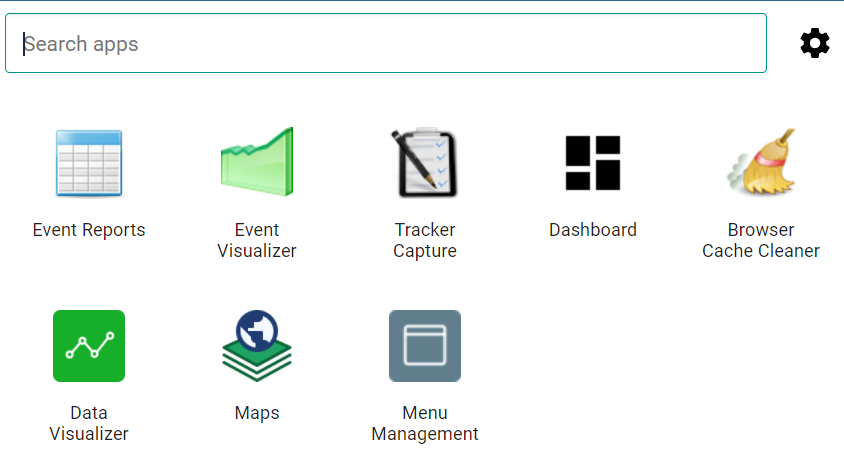 Search apps
Event Reports
Event
Visualizer
Tracker
Capture
Dashboard
Browser
Cache Cleaner
Data
Visualizer
Maps
Menu
Management